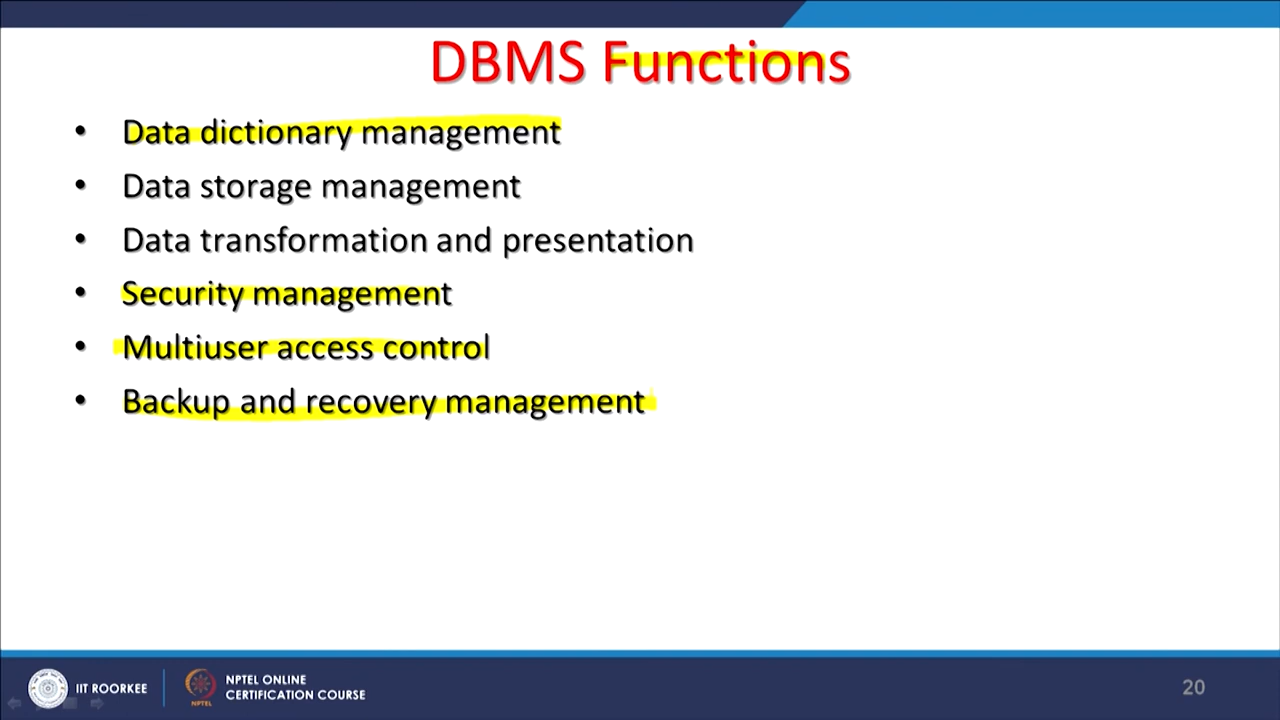 DBMS Functions
• Data dictionary management
• Data storage management
• Data transformation and presentation
• Security management
• Multiuser access control
• Backup and recovery management
IIT ROORKEE
NPTEL
NPTEL ONLINE
CERTIFICATION COURSE
20